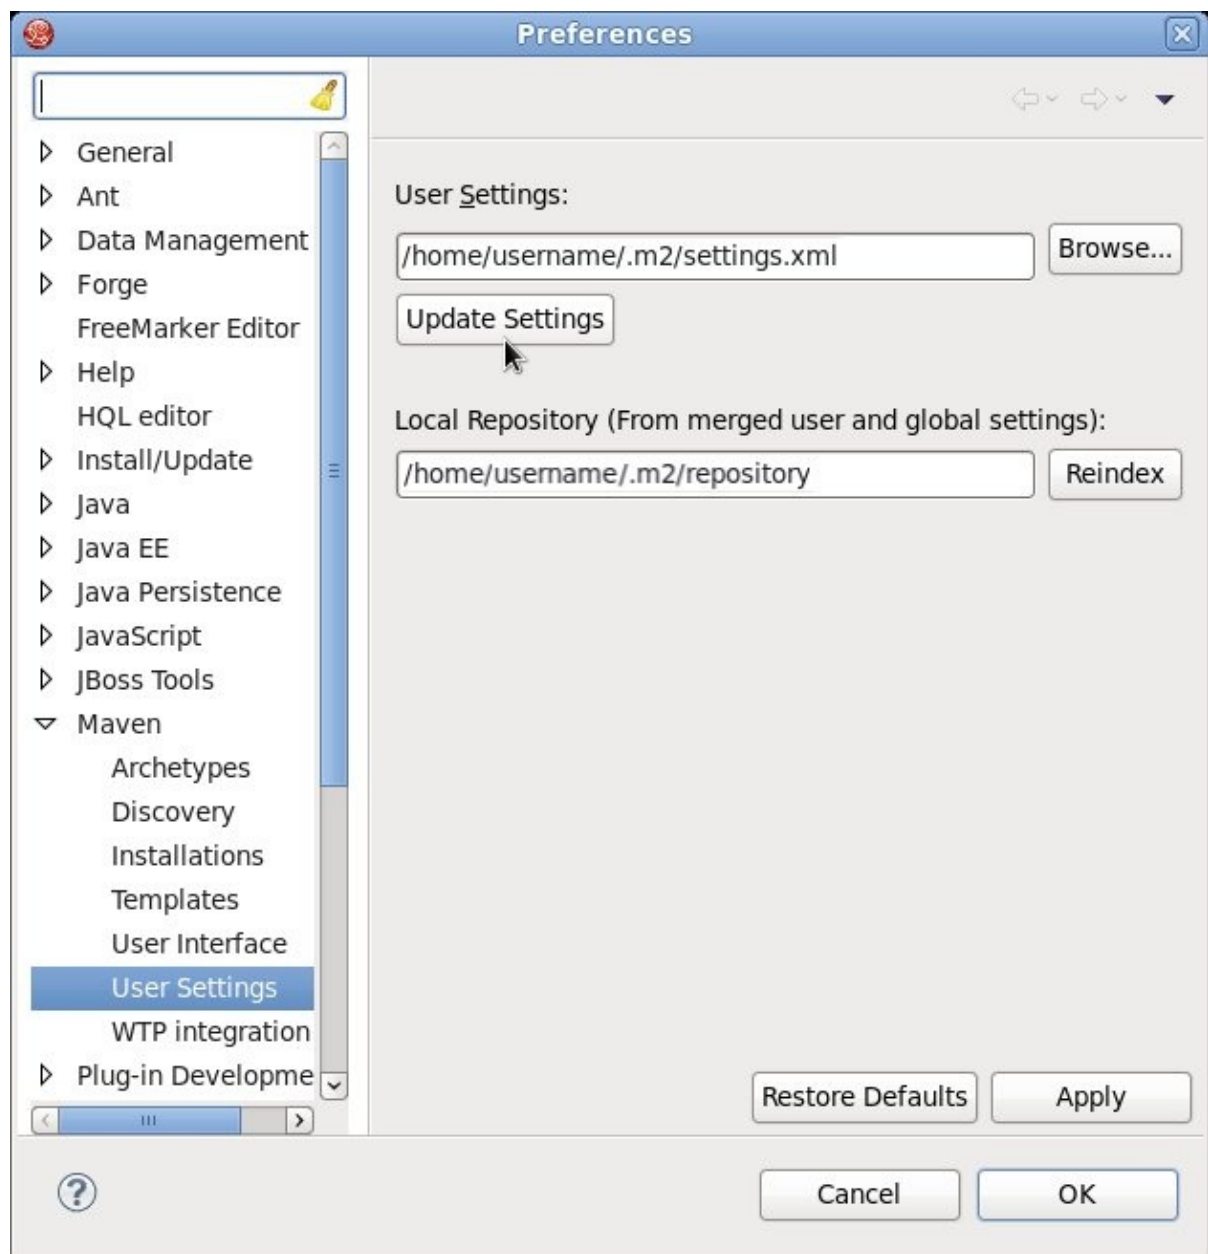 Preferences
General
Ant
Data Management
Forge
FreeMarker Editor
Help
HQL editor
Install/Update
Java
Java EE
Java Persistence
JavaScript
JBoss Tools
Maven
Archetypes
Discovery
Installations
Templates
User Interface
User Settings
WTP integration
Plug-in Developme
User Settings:
/home/username/.m2/settings.xml
Browse...
Update Settings
Local Repository (From merged user and global settings):
/home/username/.m2/repository
Reindex
Restore Defaults
Apply
Cancel
OK